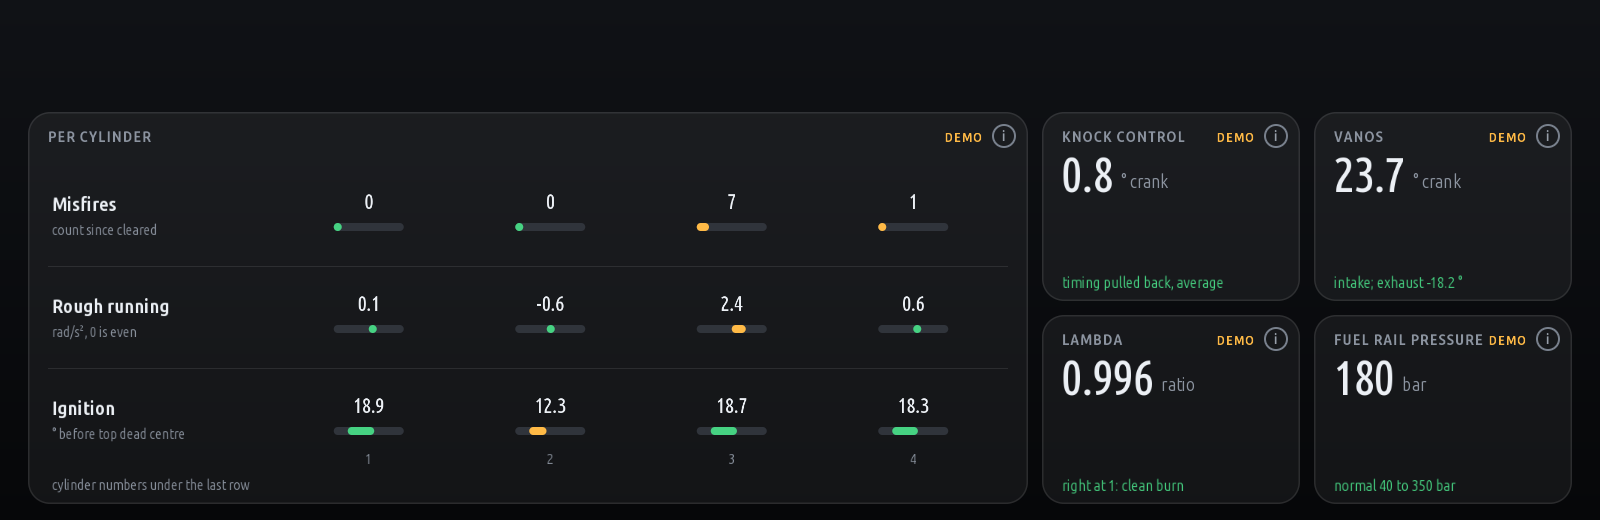 PER CYLINDER DEMO i
Misfires 0 0 7 1
count since cleared
Rough running 0.1 -0.6 2.4 0.6
rad/s², 0 is even
Ignition 18.9 12.3 18.7 18.3
° before top dead centre
1 2 3 4
cylinder numbers under the last row
KNOCK CONTROL DEMO i
0.8 ° crank
timing pulled back, average
VANOS DEMO i
23.7 ° crank
intake; exhaust -18.2 °
LAMBDA DEMO i
0.996 ratio
right at 1: clean burn
FUEL RAIL PRESSURE DEMO i
180 bar
normal 40 to 350 bar